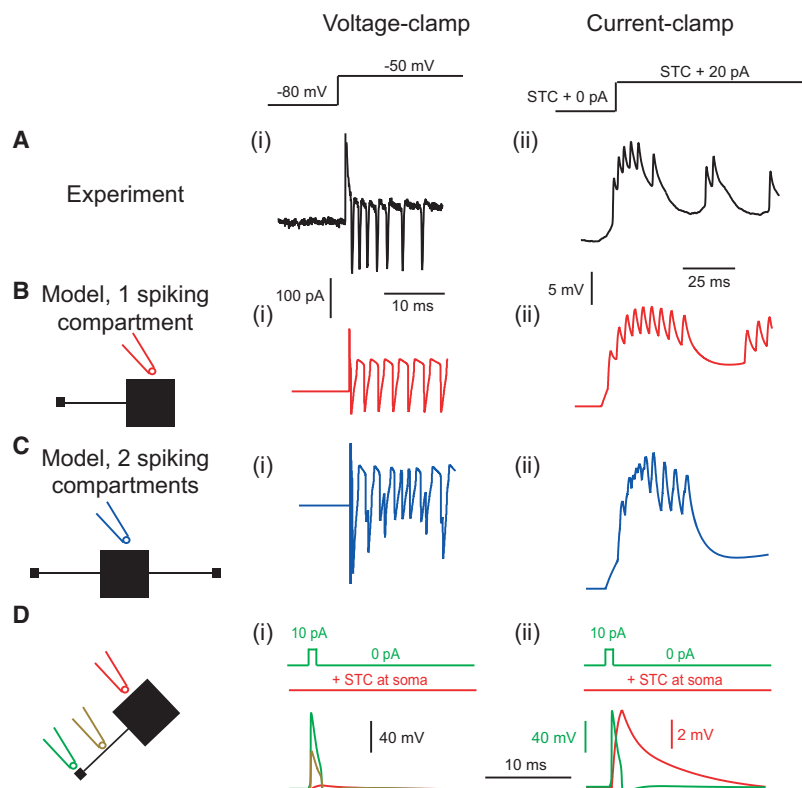 Voltage-clamp
Current-clamp
-80 mV
-50 mV
STC + 0 pA
STC + 20 pA
A
Experiment
(i)
(ii)
100 pA
10 ms
5 mV
25 ms
B
Model, 1 spiking
compartment
(i)
(ii)
C
Model, 2 spiking
compartments
(i)
(ii)
D
(i)
10 pA
0 pA
+ STC at soma
40 mV
10 ms
(ii)
10 pA
0 pA
+ STC at soma
40 mV
2 mV